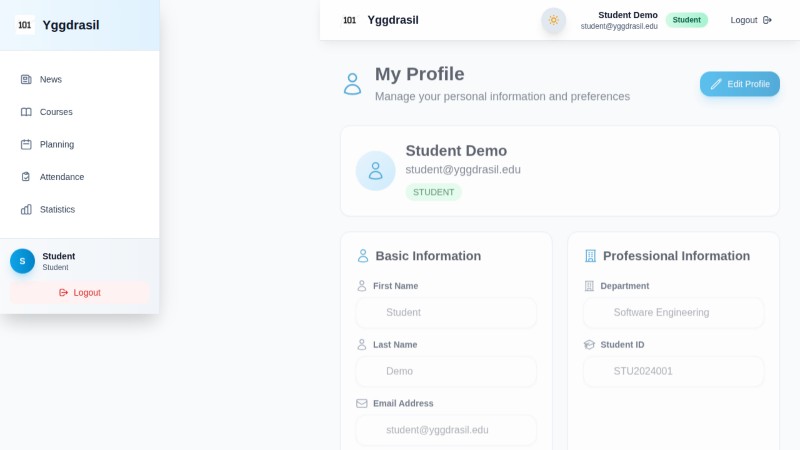 101 Yggdrasil
News
Courses
Planning
Attendance
Statistics
S
Student
Student
Logout
101 Yggdrasil
Student Demo
student@yggdrasil.edu
Student
Logout
My Profile
Manage your personal information and preferences
Edit Profile
Student Demo
student@yggdrasil.edu
STUDENT
Basic Information
First Name
Student
Last Name
Demo
Email Address
student@yggdrasil.edu
Professional Information
Department
Software Engineering
Student ID
STU2024001